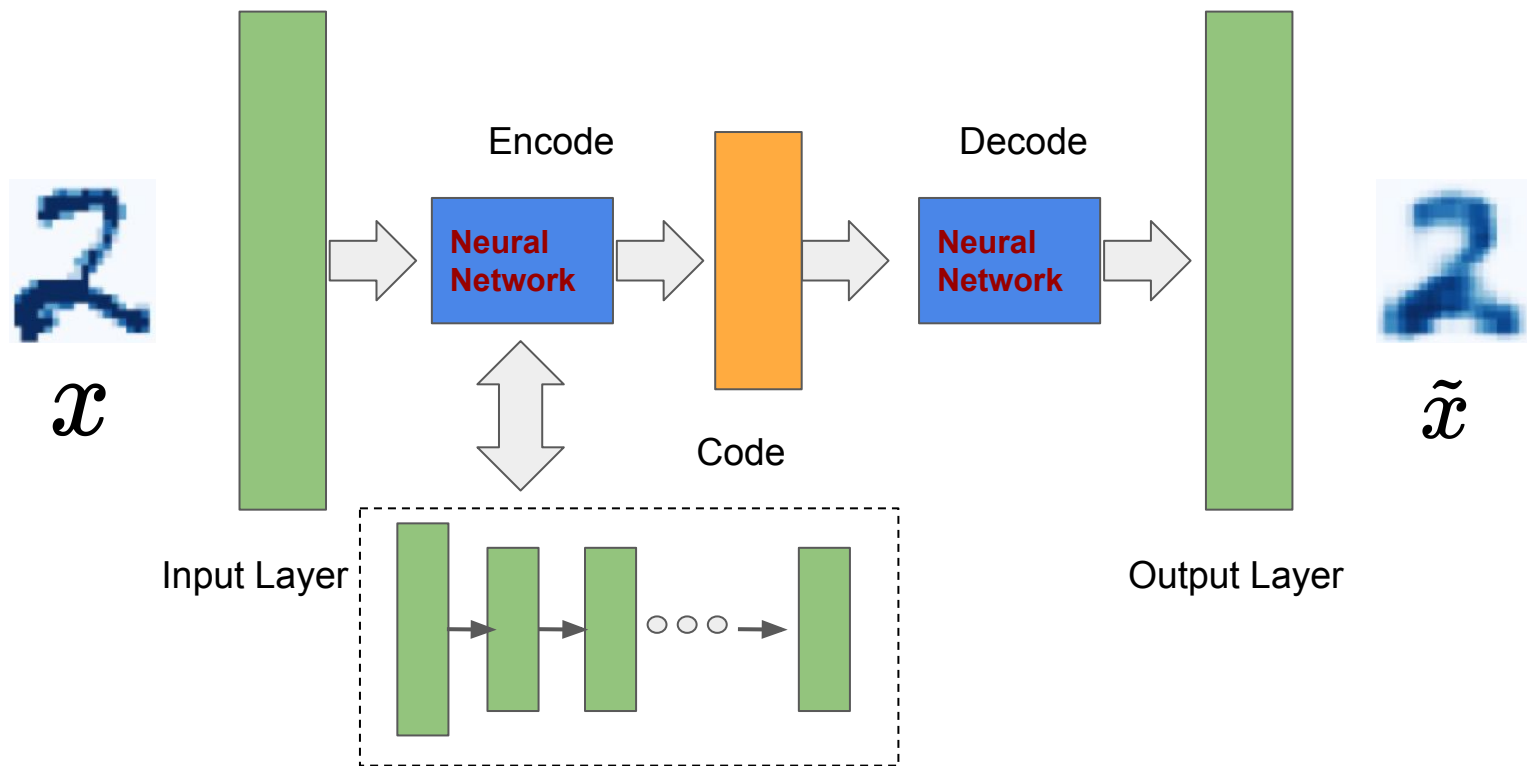 Encode
Decode
Neural
Network
Neural
Network
x
x̃
Code
Input Layer
Output Layer